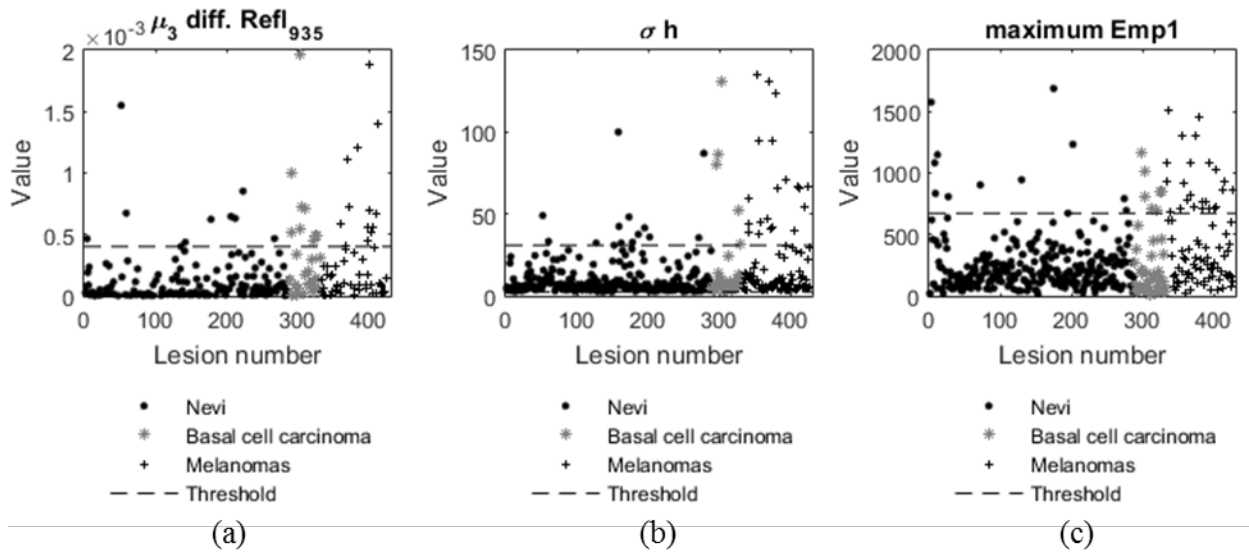 × 10⁻³ μ₃ diff. Refl₉₃₅
2
1.5
1
0.5
0
Value
0 100 200 300 400
Lesion number
Nevi
Basal cell carcinoma
Melanomas
Threshold
(a)
σ h
150
100
50
0
Value
0 100 200 300 400
Lesion number
Nevi
Basal cell carcinoma
Melanomas
Threshold
(b)
maximum Emp1
2000
1500
1000
500
0
Value
0 100 200 300 400
Lesion number
Nevi
Basal cell carcinoma
Melanomas
Threshold
(c)